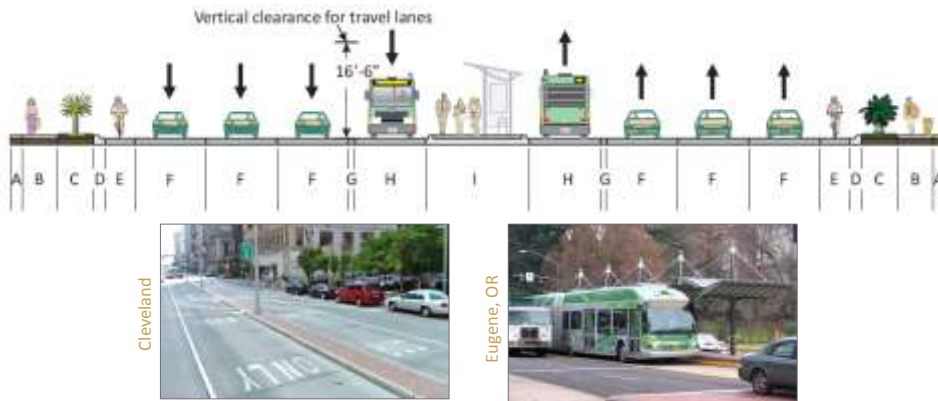 Vertical clearance for travel lanes
16'-6"
A B C D E F F F G H I H G F F F E D C B A
Cleveland
ONLY
Eugene, OR